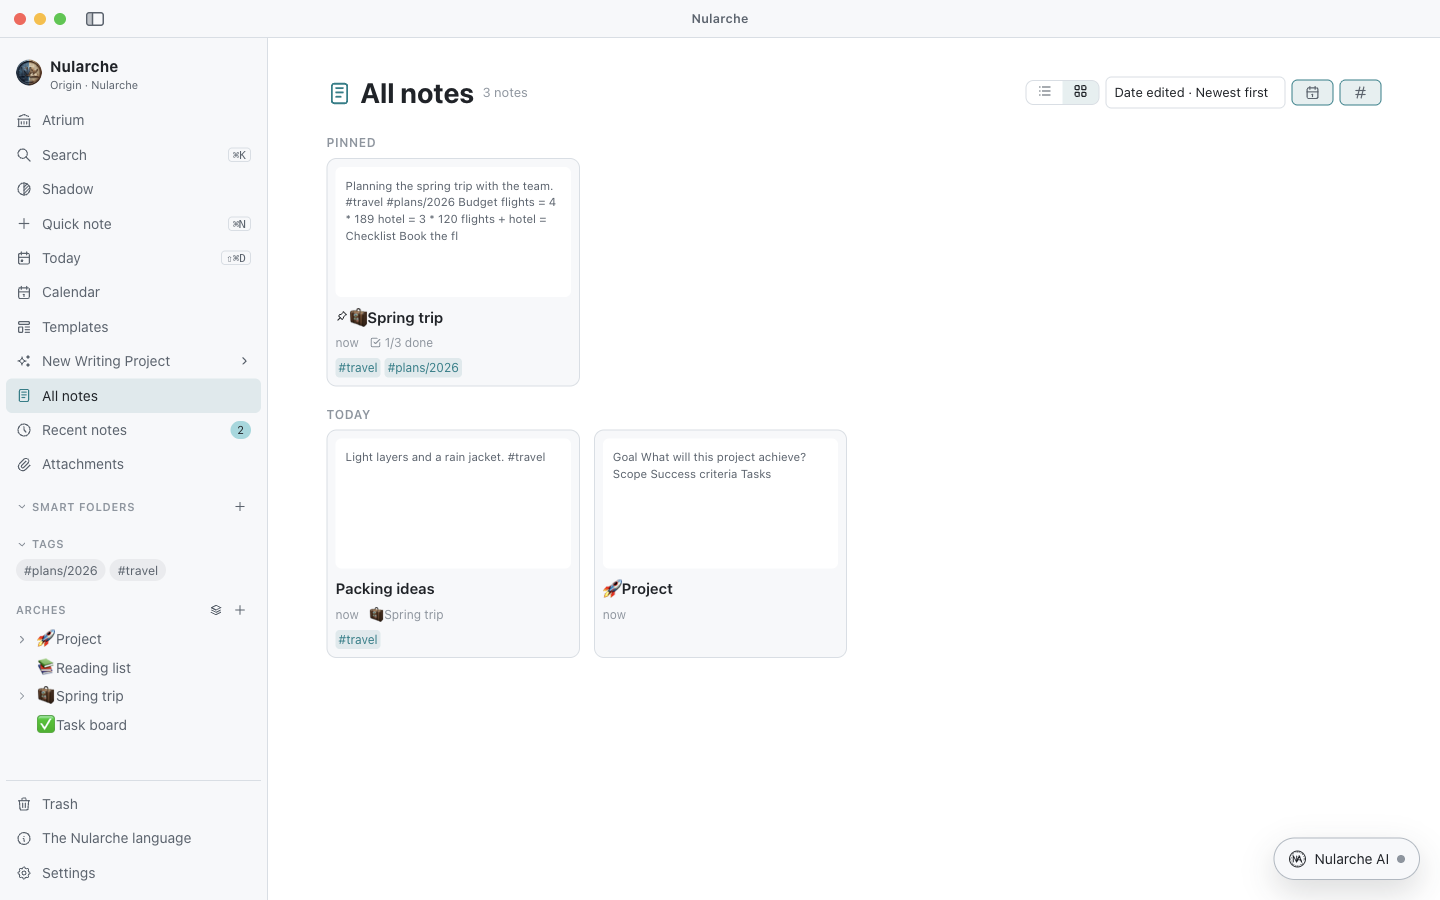 Nularche
Nularche
Origin · Nularche
Atrium
Search ⌘K
Shadow
Quick note ⌘N
Today ⇧⌘D
Calendar
Templates
New Writing Project
All notes
Recent notes 2
Attachments
SMART FOLDERS
TAGS
#plans/2026 #travel
ARCHES
Project
Reading list
Spring trip
Task board
Trash
The Nularche language
Settings
All notes 3 notes
Date edited · Newest first
#
PINNED
Planning the spring trip with the team.
#travel #plans/2026 Budget flights = 4
* 189 hotel = 3 * 120 flights + hotel =
Checklist Book the fl
Spring trip
now 1/3 done
#travel #plans/2026
TODAY
Light layers and a rain jacket. #travel
Packing ideas
now Spring trip
#travel
Goal What will this project achieve?
Scope Success criteria Tasks
Project
now
NA Nularche AI